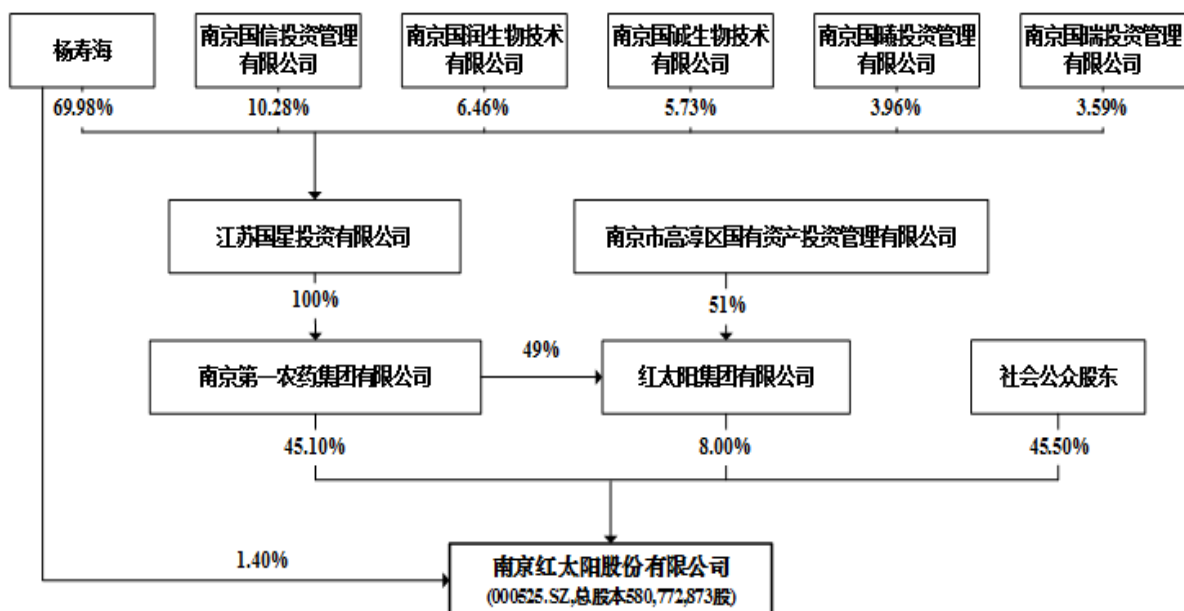 杨寿海
南京国信投资管理
有限公司
南京国润生物技术
有限公司
南京国诚生物技术
有限公司
南京国曦投资管理
有限公司
南京国瑞投资管理
有限公司
69.98%
10.28%
6.46%
5.73%
3.96%
3.59%
江苏国星投资有限公司
南京市高淳区国有资产投资管理有限公司
100%
51%
南京第一农药集团有限公司
49%
红太阳集团有限公司
社会公众股东
45.10%
8.00%
45.50%
1.40%
南京红太阳股份有限公司
(000525.SZ,总股本580,772,873股)